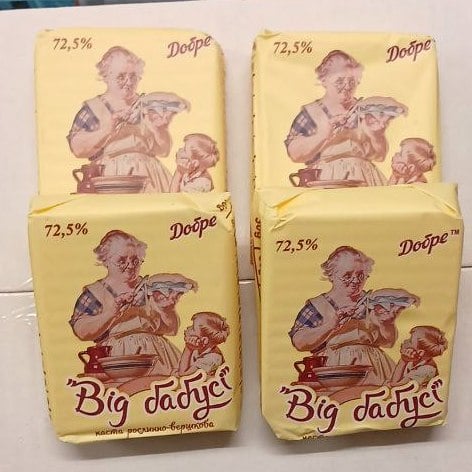 72,5% Добре
72,5% Добре
72,5% Добре
"Від бабусі"
паста рослинно-вершкова
72,5% Добре™
"Від бабусі"